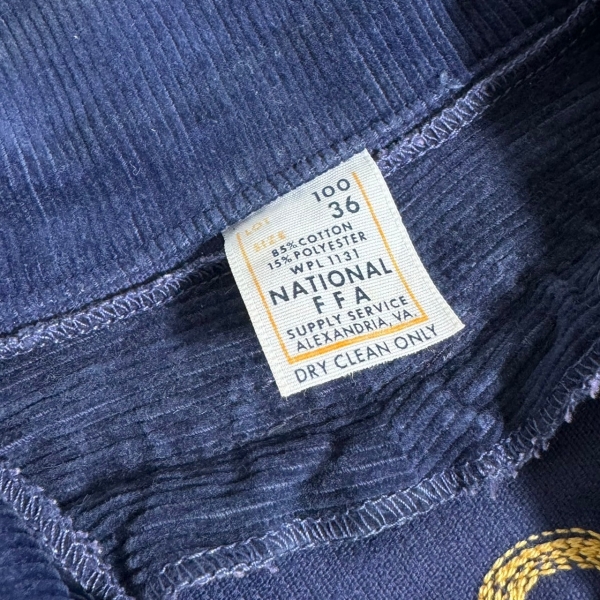 LOT 100
SIZE 36
85% COTTON
15% POLYESTER
WPL 1131
NATIONAL
FFA
SUPPLY SERVICE
ALEXANDRIA, VA.
DRY CLEAN ONLY